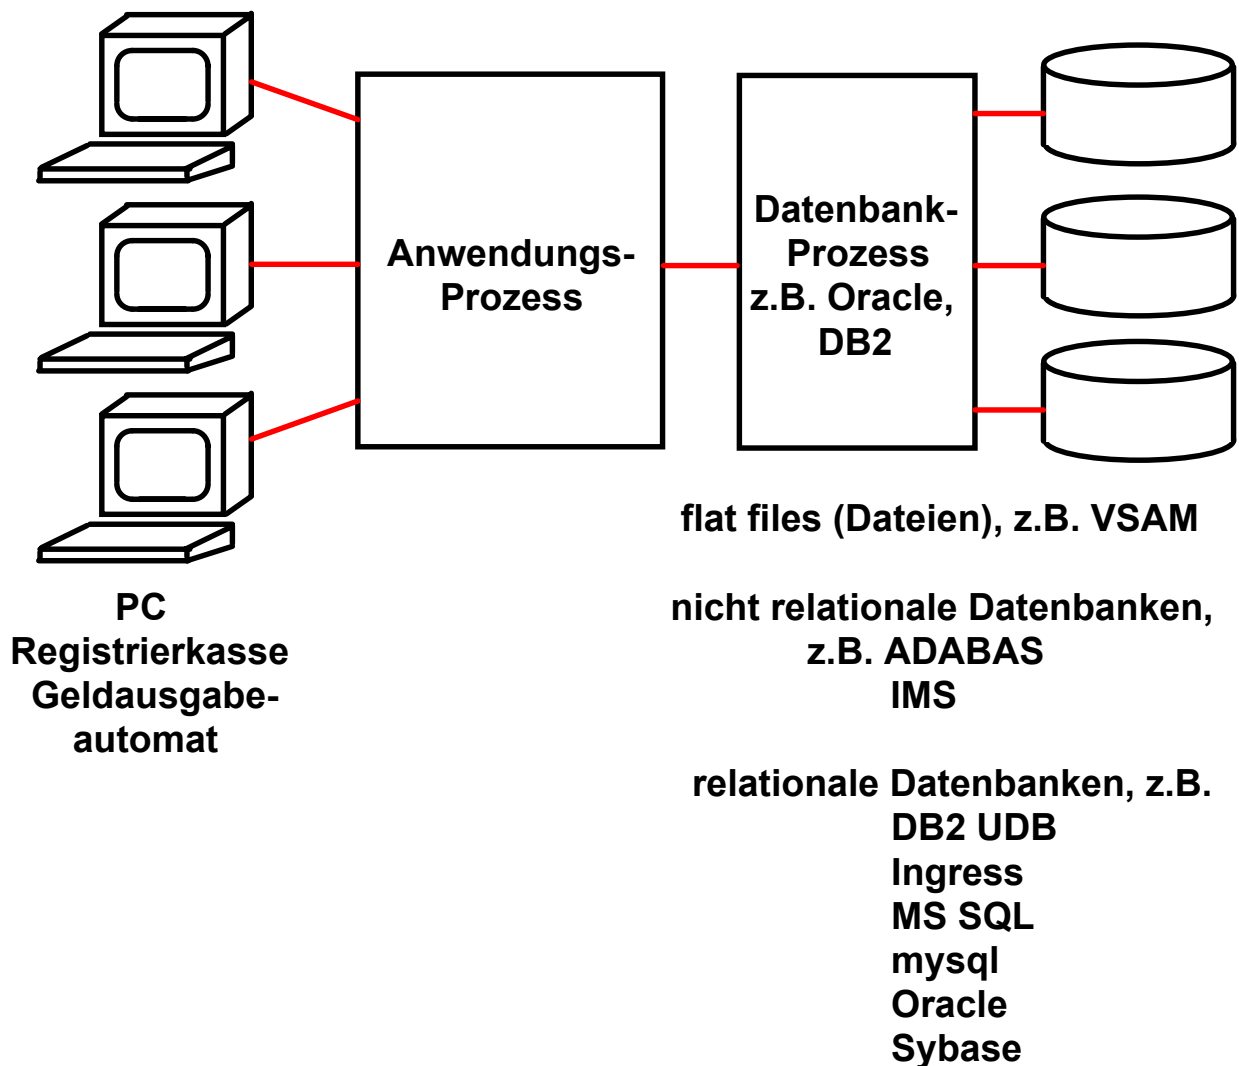 Anwendungs-
Prozess
Datenbank-
Prozess
z.B. Oracle,
DB2
PC
Registrierkasse
Geldausgabe-
automat
flat files (Dateien), z.B. VSAM
nicht relationale Datenbanken,
z.B. ADABAS
IMS
relationale Datenbanken, z.B.
DB2 UDB
Ingress
MS SQL
mysql
Oracle
Sybase